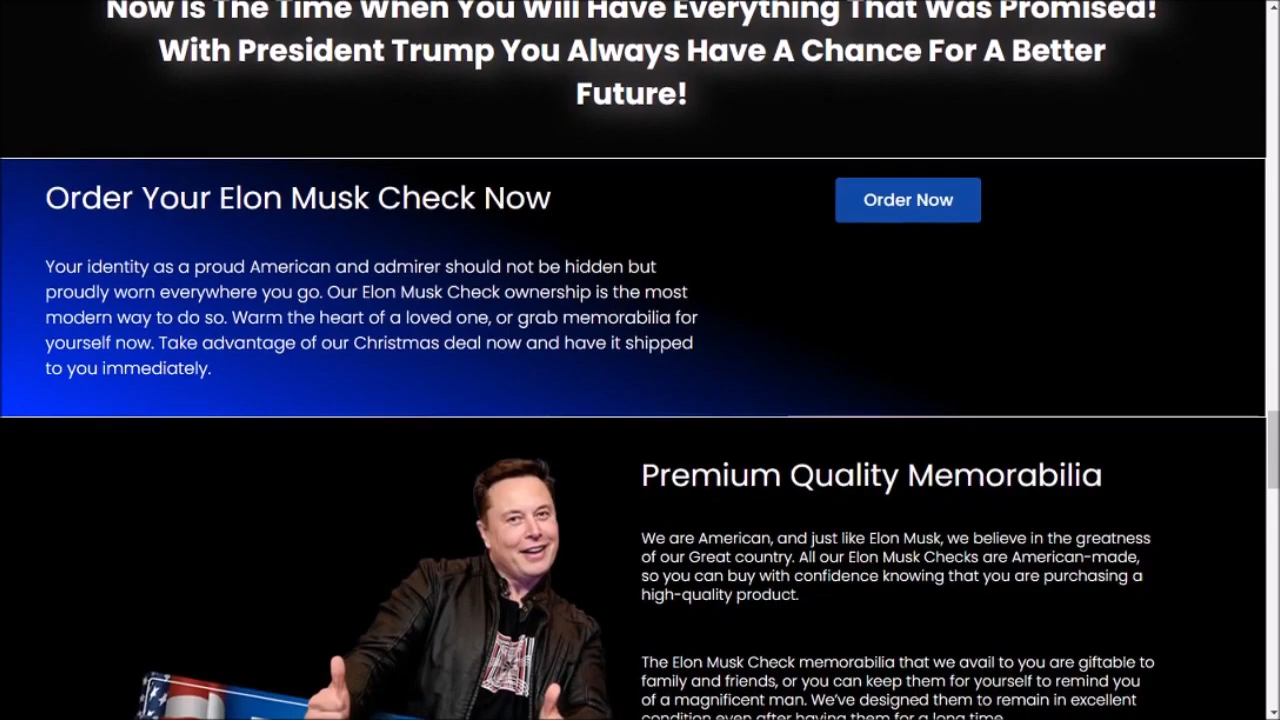 Now Is The Time When You Will Have Everything That Was Promised!
With President Trump You Always Have A Chance For A Better
Future!
Order Your Elon Musk Check Now
Order Now
Your identity as a proud American and admirer should not be hidden but
proudly worn everywhere you go. Our Elon Musk Check ownership is the most
modern way to do so. Warm the heart of a loved one, or grab memorabilia for
yourself now. Take advantage of our Christmas deal now and have it shipped
to you immediately.
Premium Quality Memorabilia
We are American, and just like Elon Musk, we believe in the greatness
of our Great country. All our Elon Musk Checks are American-made,
so you can buy with confidence knowing that you are purchasing a
high-quality product.
The Elon Musk Check memorabilia that we avail to you are giftable to
family and friends, or you can keep them for yourself to remind you
of a magnificent man. We've designed them to remain in excellent
condition even after having them for a long time.